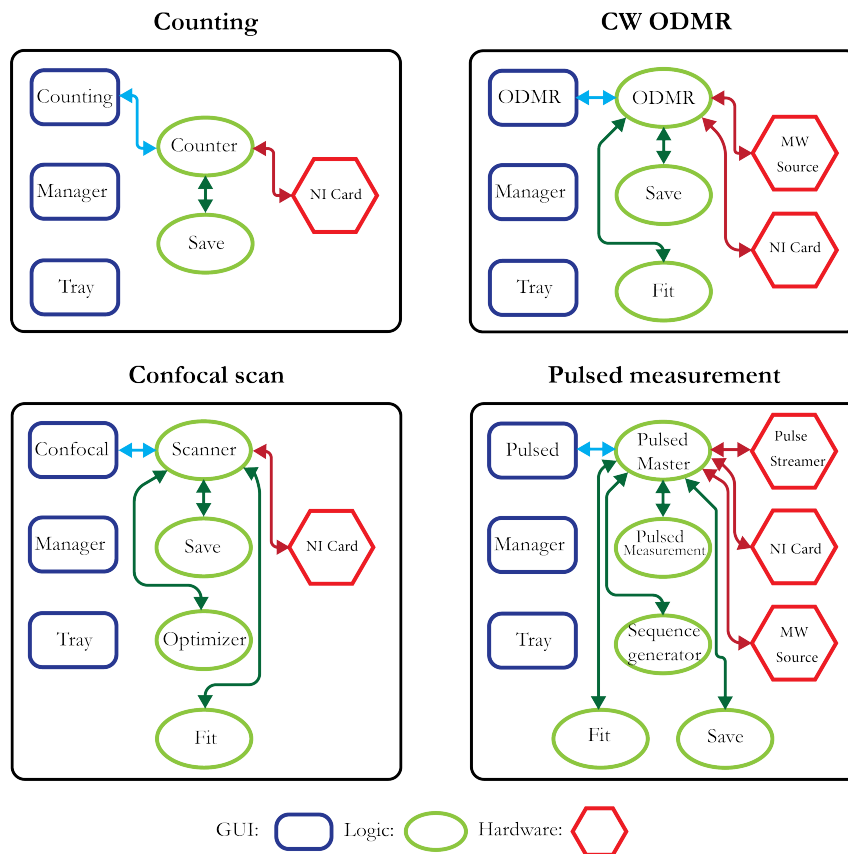 Counting
Counting
Counter
Manager
NI Card
Save
Tray
CW ODMR
ODMR
ODMR
MW
Source
Manager
Save
NI Card
Tray
Fit
Confocal scan
Confocal
Scanner
Manager
Save
NI Card
Tray
Optimizer
Fit
Pulsed measurement
Pulsed
Pulsed
Master
Pulse
Streamer
Manager
Pulsed
Measurement
NI Card
Tray
Sequence
generator
MW
Source
Fit
Save
GUI:
Logic:
Hardware: